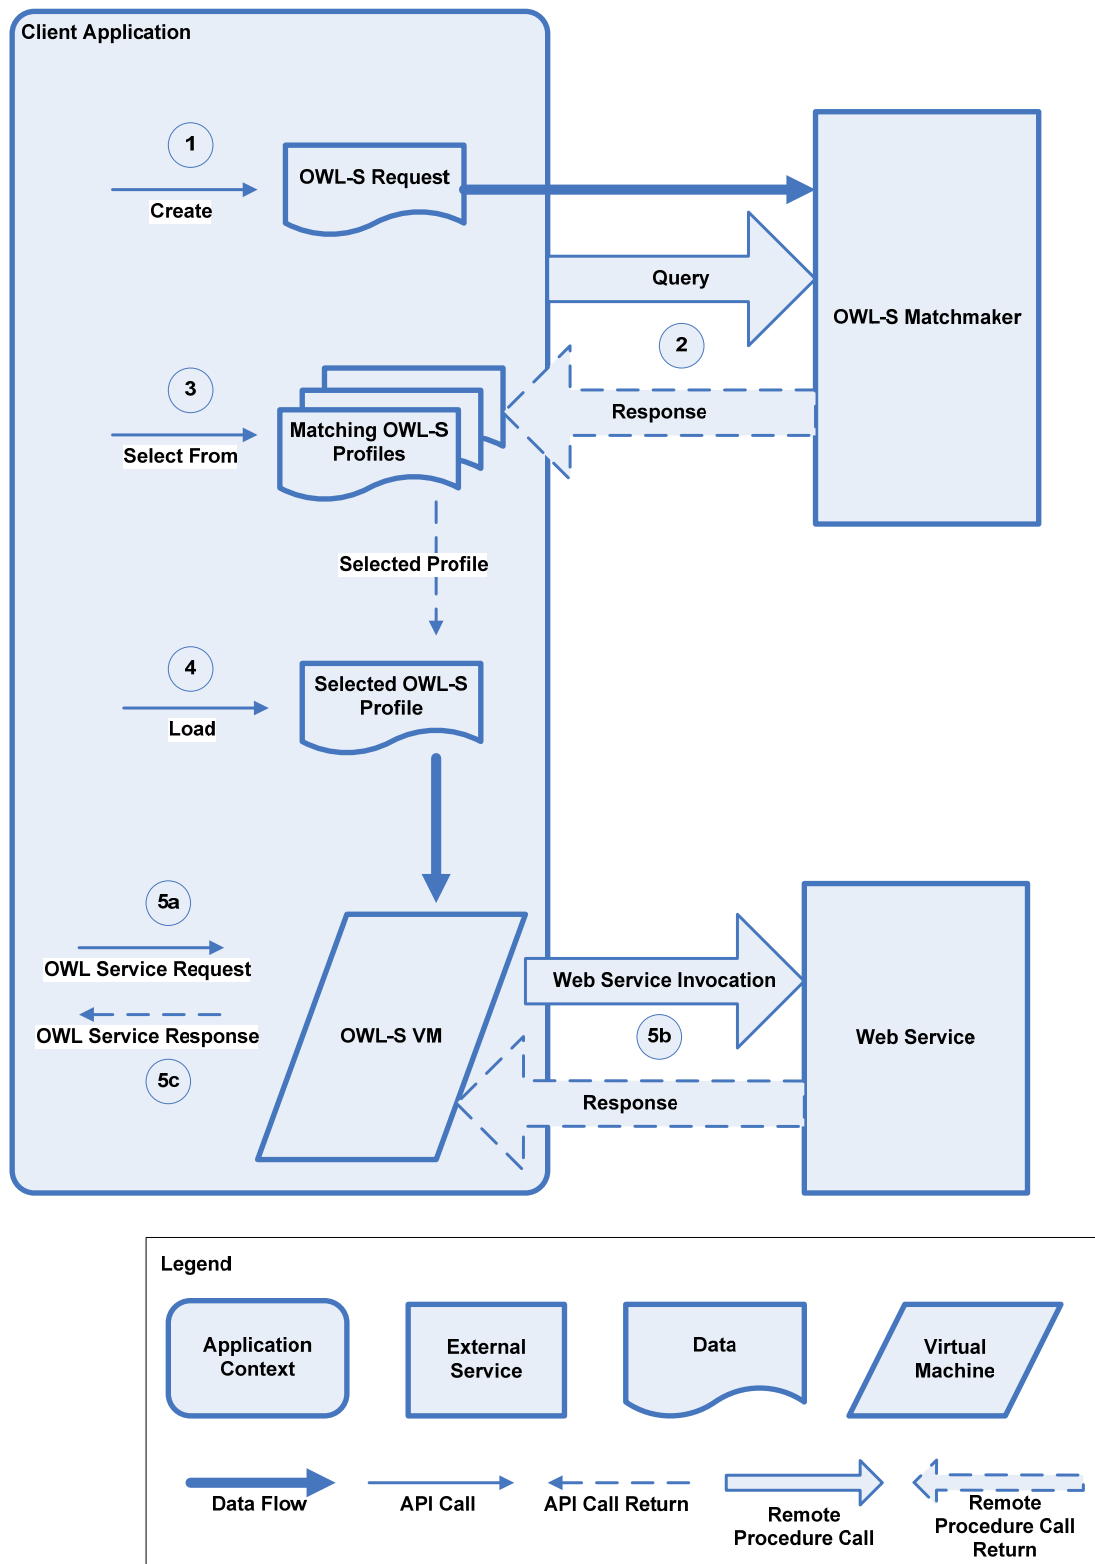 Client Application
1
OWL-S Request
Create
Query
OWL-S Matchmaker
2
3
Response
Matching OWL-S
Profiles
Select From
Selected Profile
4
Selected OWL-S
Profile
Load
5a
OWL Service Request
Web Service Invocation
OWL Service Response
OWL-S VM
5b
Web Service
5c
Response
Legend
Application
Context
External
Service
Data
Virtual
Machine
Data Flow
API Call
API Call Return
Remote
Procedure Call
Remote
Procedure Call
Return